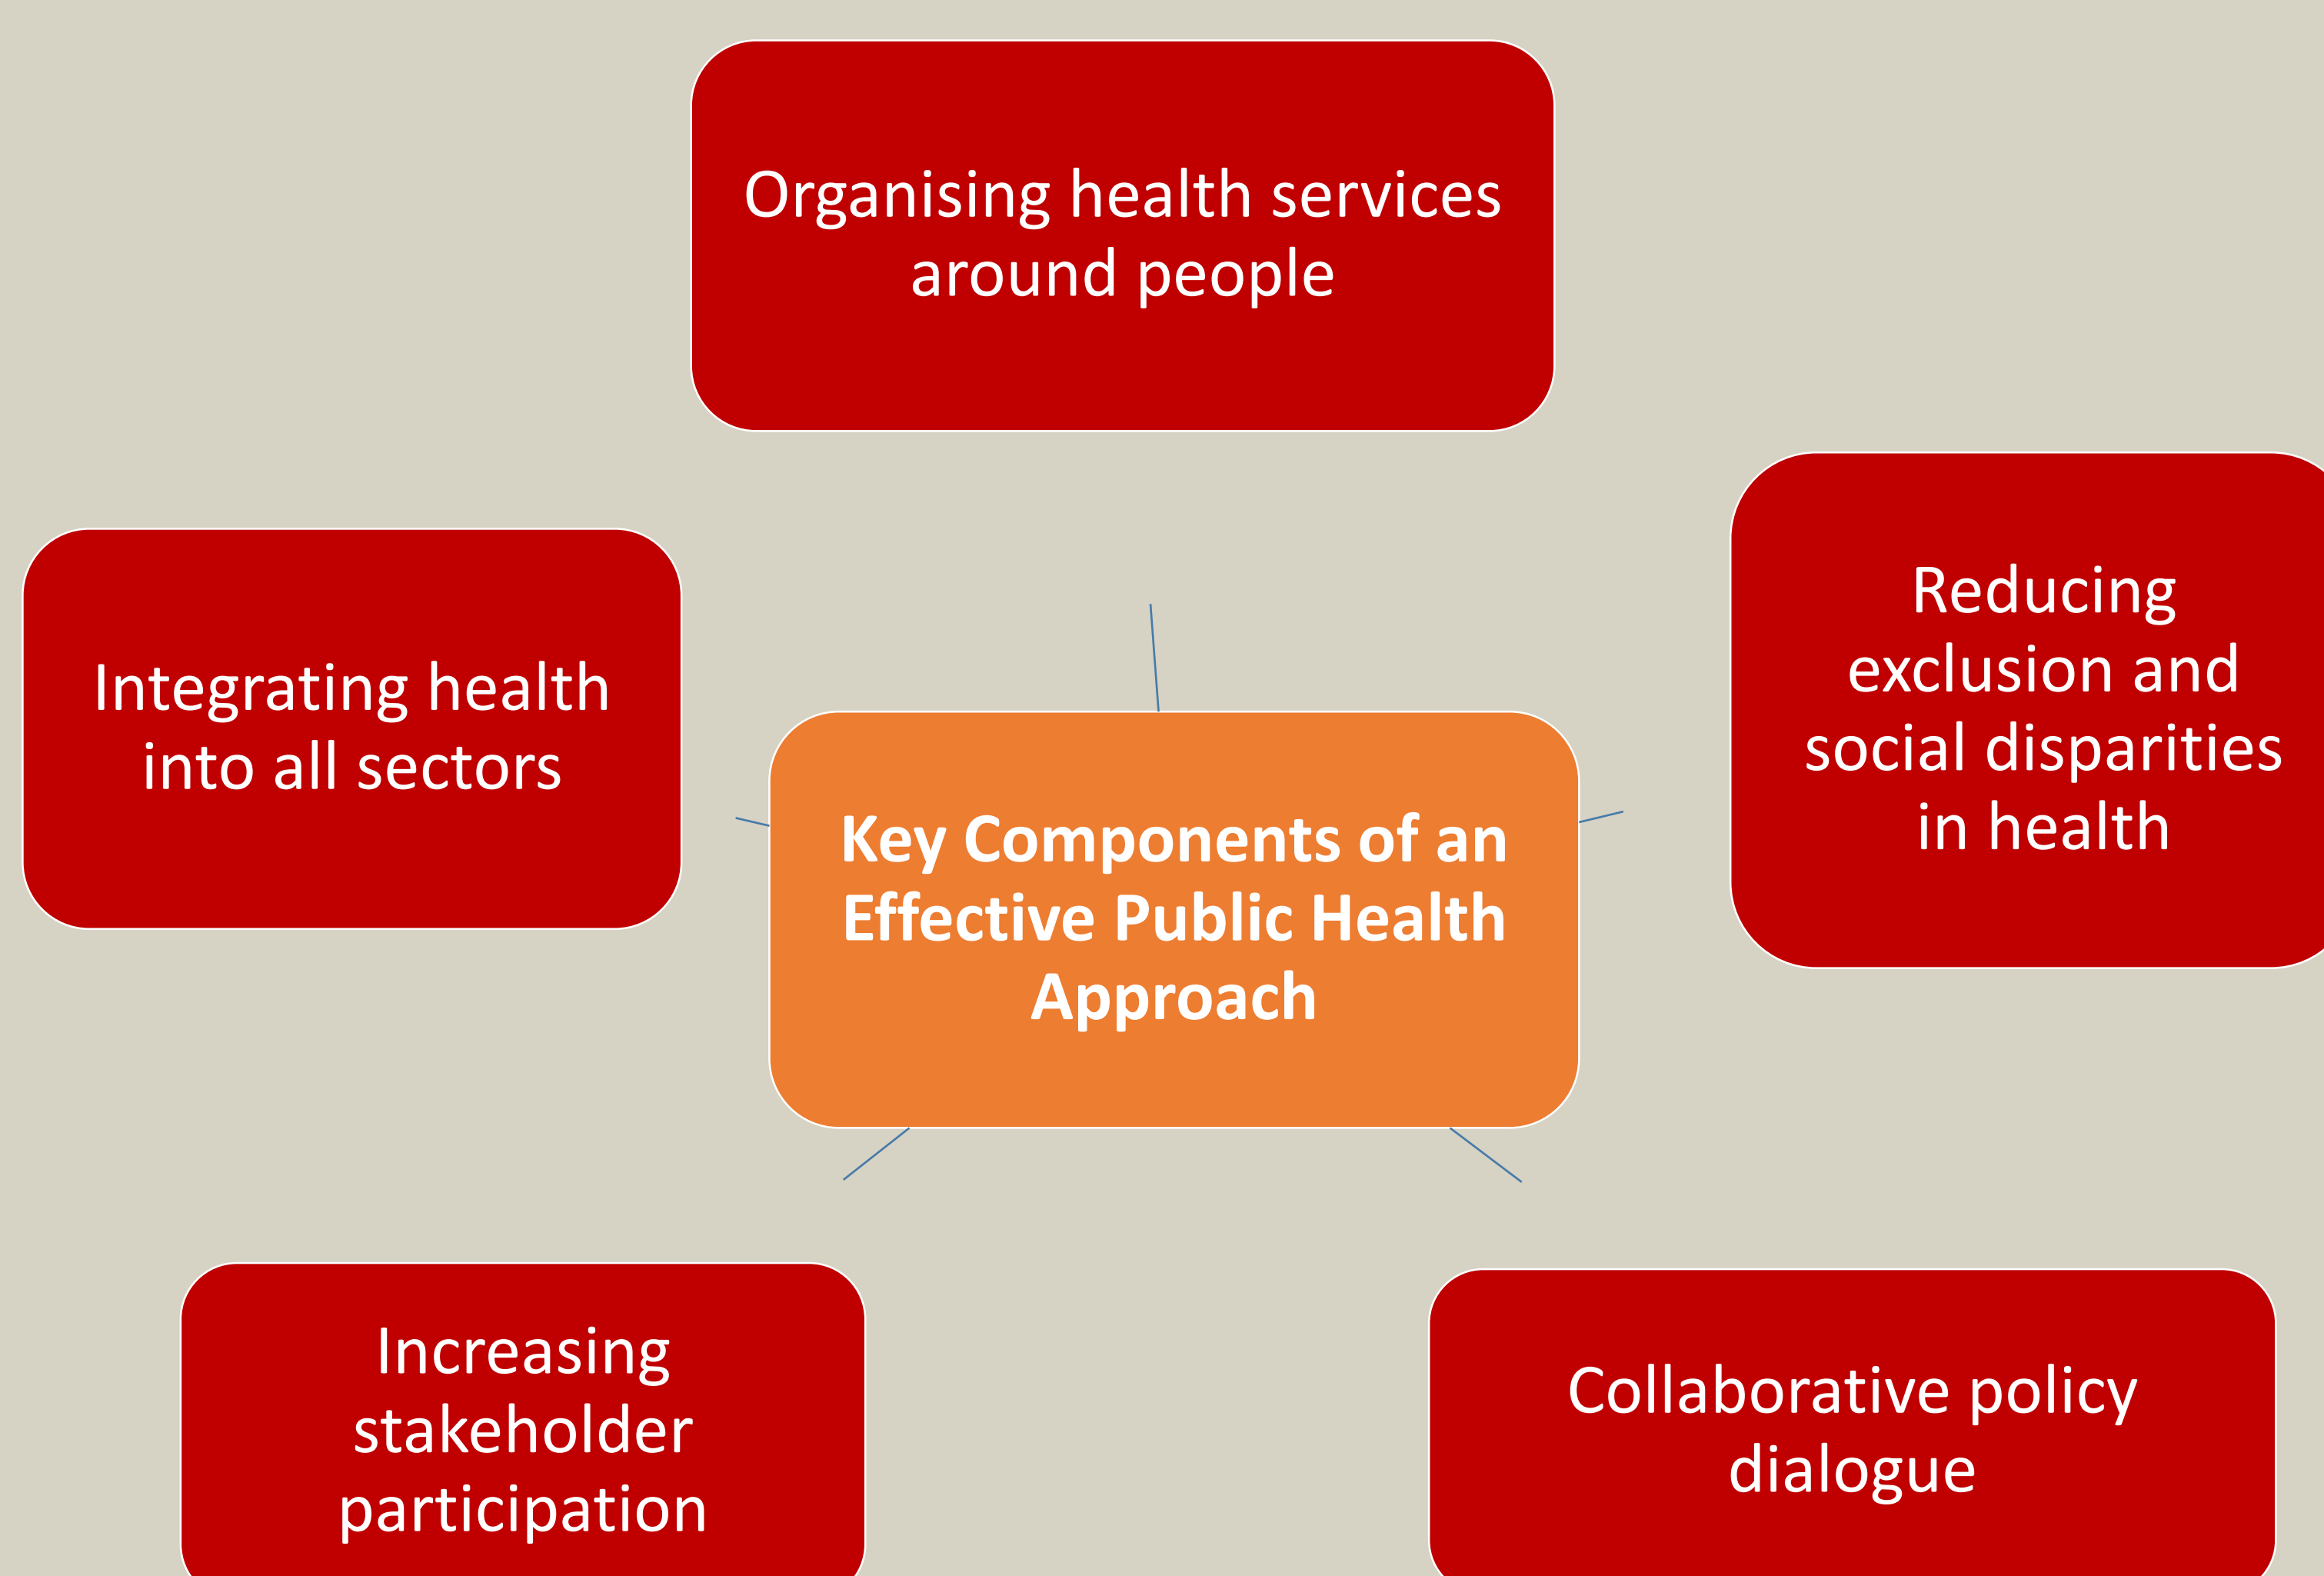 Organising health services
around people
Reducing
exclusion and
social disparities
in health
Integrating health
into all sectors
Key Components of an
Effective Public Health
Approach
Increasing
stakeholder
participation
Collaborative policy
dialogue